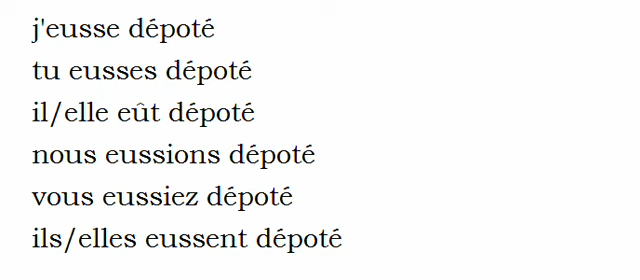 j'eusse dépoté
tu eusses dépoté
il/elle eût dépoté
nous eussions dépoté
vous eussiez dépoté
ils/elles eussent dépoté